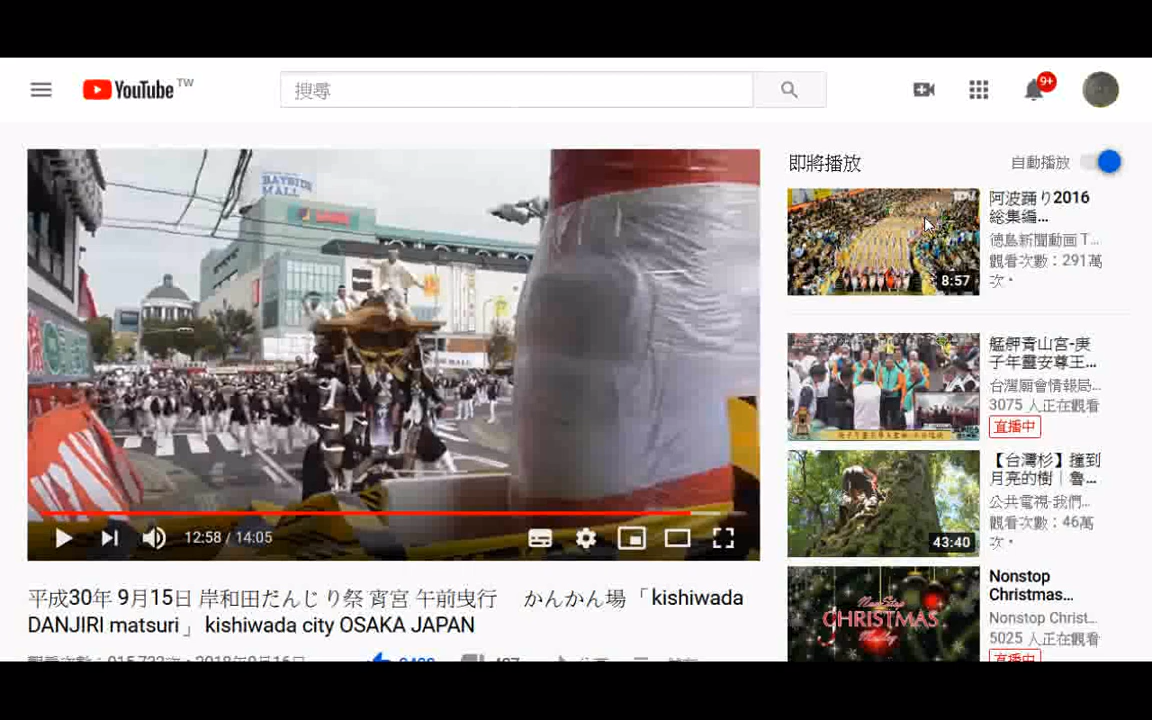 YouTube TW
搜尋
9+
BAYSIDE
MALL
12:58 / 14:05
平成30年 9月15日 岸和田だんじり祭 宵宮 午前曳行 かんかん場「kishiwada
DANJIRI matsuri」 kishiwada city OSAKA JAPAN
即將播放
自動播放
8:57
阿波踊り2016
総集編...
徳島新聞動画 T...
觀看次數：291萬
次・
艋舺青山宮-庚
子年靈安尊王...
台灣廟會情報局...
3075 人正在觀看
直播中
43:40
【台灣杉】撞到
月亮的樹｜魯...
公共電視-我們...
觀看次數：46萬
次・
NonStop
CHRISTMAS
Medley
Nonstop
Christmas...
Nonstop Christ...
5025 人正在觀看
直播中